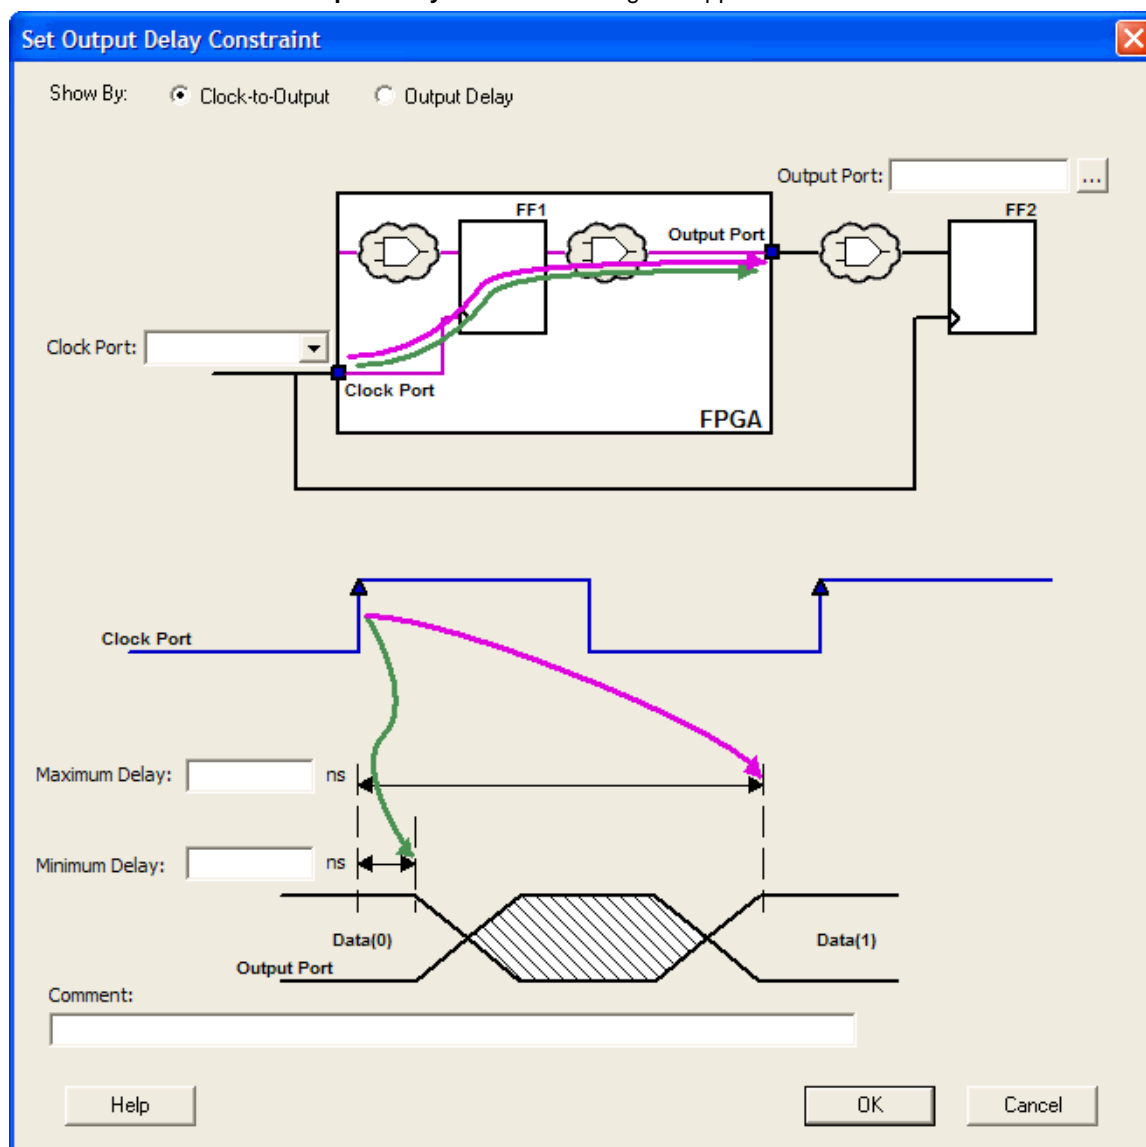 Set Output Delay Constraint
Show By: Clock-to-Output Output Delay
Output Port: ...
FF1
FF2
Output Port
Clock Port:
Clock Port
FPGA
Clock Port
Maximum Delay: ns
Minimum Delay: ns
Data(0) Data(1)
Output Port
Comment:
Help OK Cancel